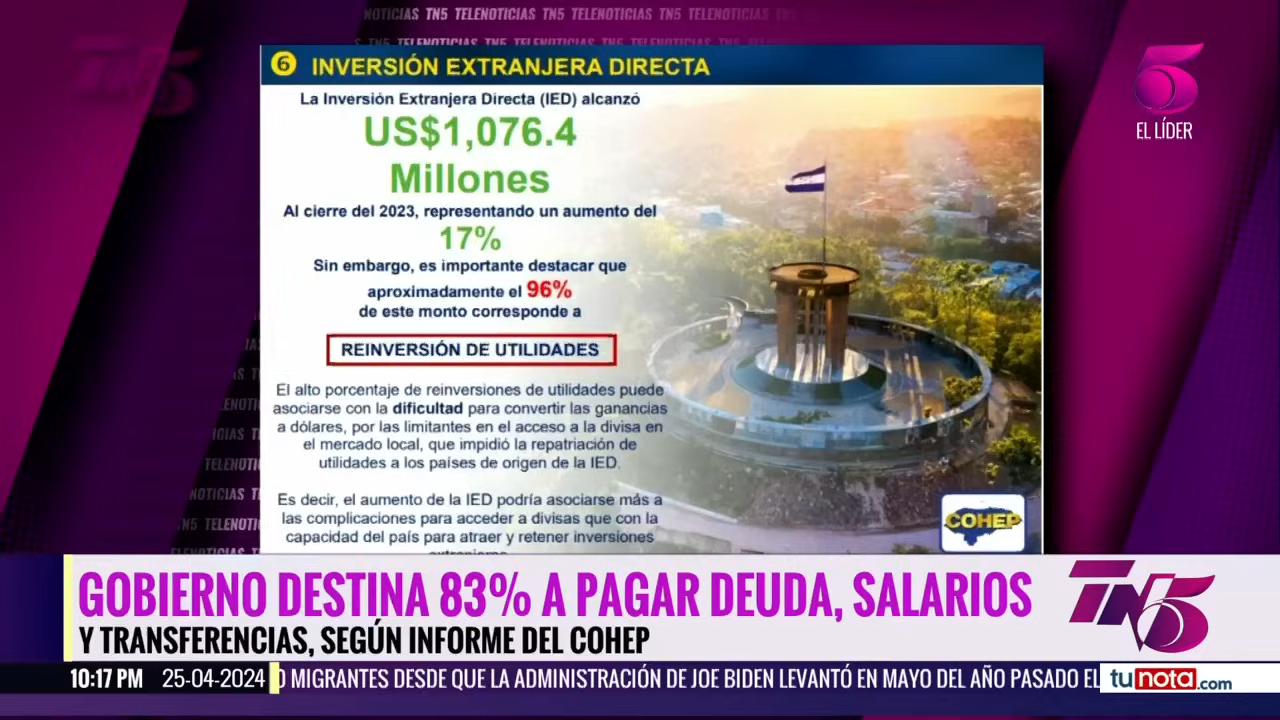 NOTICIAS TN5 TELENOTICIAS TN5 TELENOTICIAS TN5 TELENOTICIAS TN5
6 INVERSIÓN EXTRANJERA DIRECTA
La Inversión Extranjera Directa (IED) alcanzó
US$1,076.4
Millones
Al cierre del 2023, representando un aumento del
17%
Sin embargo, es importante destacar que
aproximadamente el 96%
de este monto corresponde a
REINVERSIÓN DE UTILIDADES
El alto porcentaje de reinversiones de utilidades puede
asociarse con la dificultad para convertir las ganancias
a dólares, por las limitantes en el acceso a la divisa en
el mercado local, que impidió la repatriación de
utilidades a los países de origen de la IED.
Es decir, el aumento de la IED podría asociarse más a
las complicaciones para acceder a divisas que con la
capacidad del país para atraer y retener inversiones
COHEP
5
EL LÍDER
GOBIERNO DESTINA 83% A PAGAR DEUDA, SALARIOS
Y TRANSFERENCIAS, SEGÚN INFORME DEL COHEP
TN5
10:17 PM 25-04-2024 O MIGRANTES DESDE QUE LA ADMINISTRACIÓN DE JOE BIDEN LEVANTÓ EN MAYO DEL AÑO PASADO EL
tunota.com